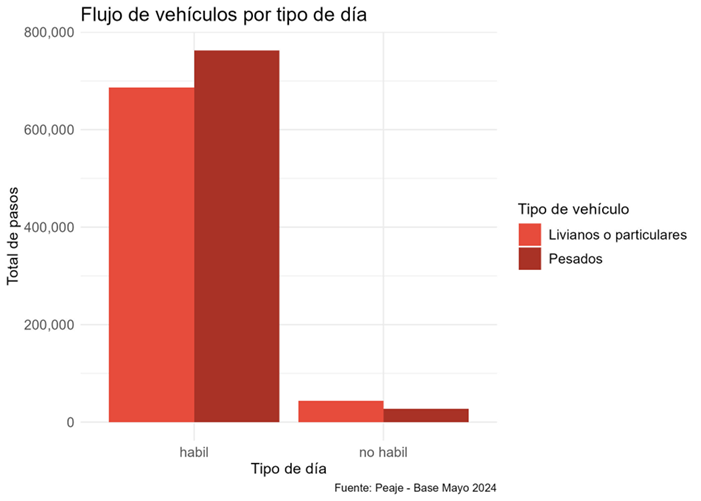 Flujo de vehículos por tipo de día
800,000
600,000
400,000
200,000
0
Total de pasos
habil
no habil
Tipo de día
Tipo de vehículo
Livianos o particulares
Pesados
Fuente: Peaje - Base Mayo 2024